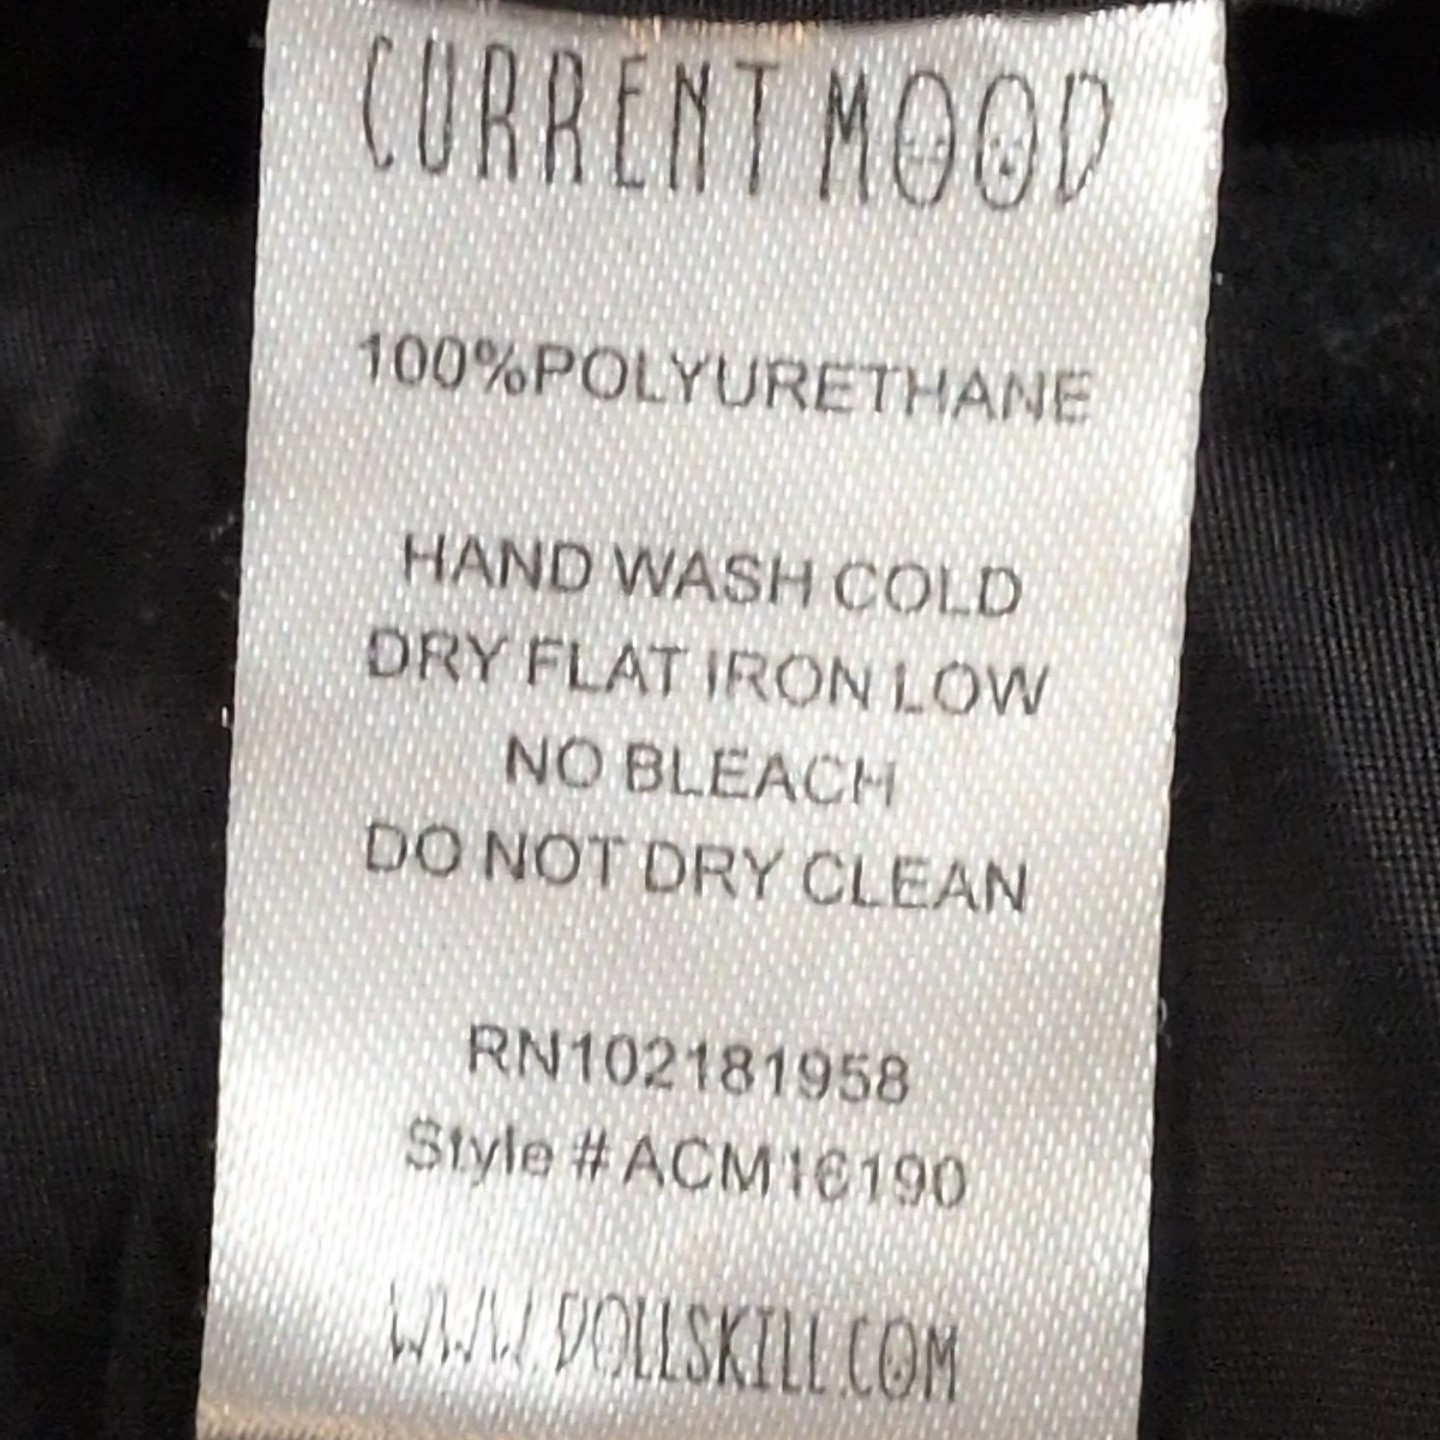 CURRENT MOOD
100%POLYURETHANE
HAND WASH COLD
DRY FLAT IRON LOW
NO BLEACH
DO NOT DRY CLEAN
RN102181958
Style # ACM16190
WWW.DOLLSKILL.COM